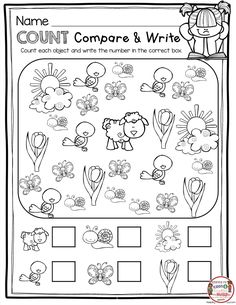 Name
COUNT Compare & Write
Count each object and write the number in the correct box.